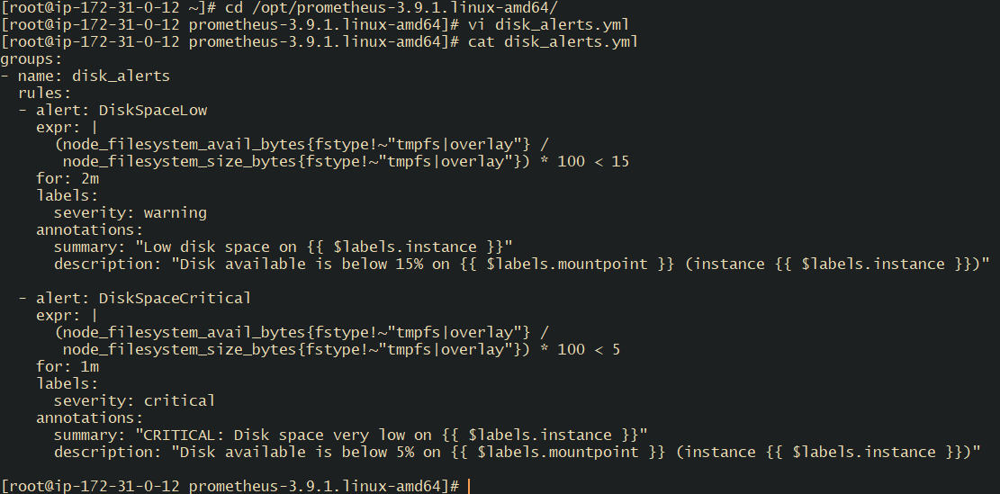 [root@ip-172-31-0-12 ~]# cd /opt/prometheus-3.9.1.linux-amd64/
[root@ip-172-31-0-12 prometheus-3.9.1.linux-amd64]# vi disk_alerts.yml
[root@ip-172-31-0-12 prometheus-3.9.1.linux-amd64]# cat disk_alerts.yml
groups:
- name: disk_alerts
  rules:
  - alert: DiskSpaceLow
    expr: |
      (node_filesystem_avail_bytes{fstype!~"tmpfs|overlay"} /
       node_filesystem_size_bytes{fstype!~"tmpfs|overlay"}) * 100 < 15
    for: 2m
    labels:
      severity: warning
    annotations:
      summary: "Low disk space on {{ $labels.instance }}"
      description: "Disk available is below 15% on {{ $labels.mountpoint }} (instance {{ $labels.instance }})"

  - alert: DiskSpaceCritical
    expr: |
      (node_filesystem_avail_bytes{fstype!~"tmpfs|overlay"} /
       node_filesystem_size_bytes{fstype!~"tmpfs|overlay"}) * 100 < 5
    for: 1m
    labels:
      severity: critical
    annotations:
      summary: "CRITICAL: Disk space very low on {{ $labels.instance }}"
      description: "Disk available is below 5% on {{ $labels.mountpoint }} (instance {{ $labels.instance }})"

[root@ip-172-31-0-12 prometheus-3.9.1.linux-amd64]#